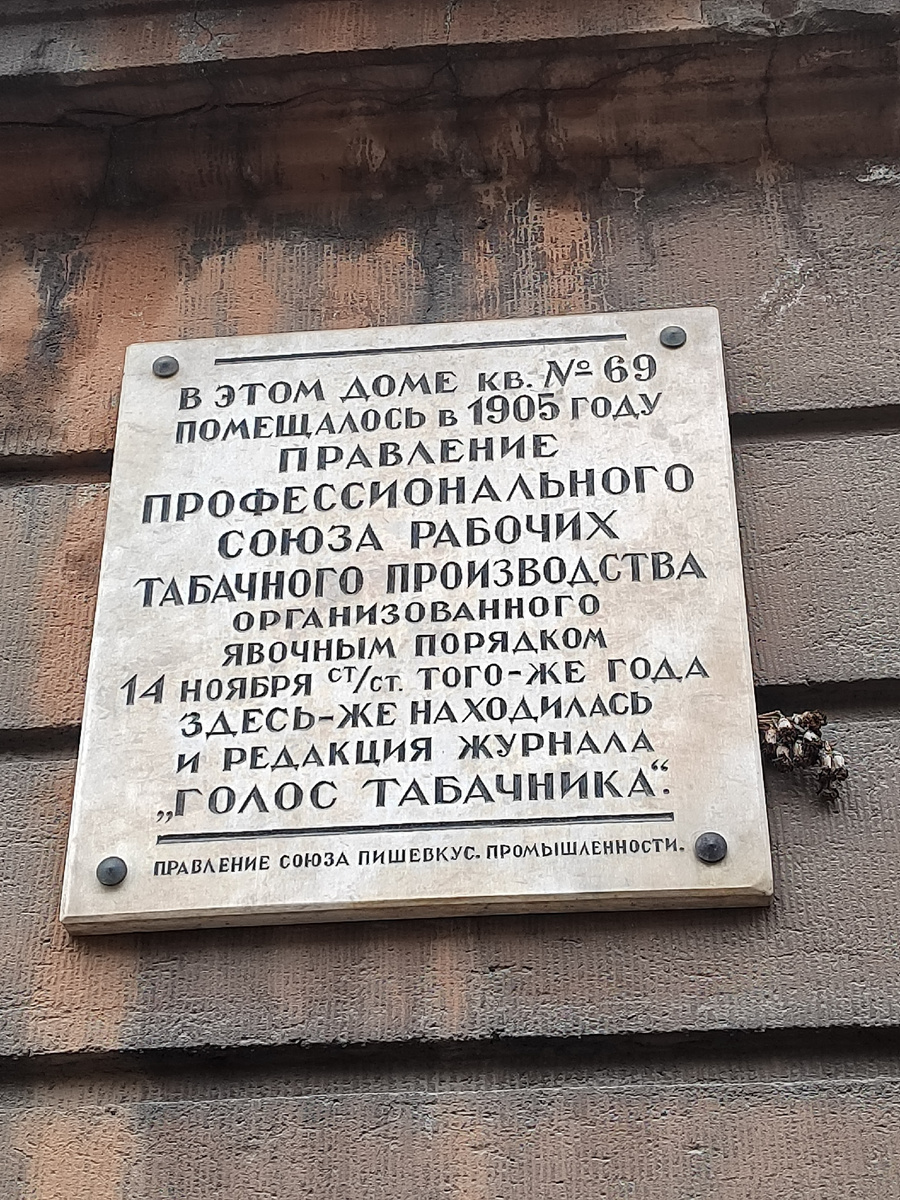 В ЭТОМ ДОМЕ КВ. № 69
ПОМЕЩАЛОСЬ В 1905 ГОДУ
ПРАВЛЕНИЕ
ПРОФЕССИОНАЛЬНОГО
СОЮЗА РАБОЧИХ
ТАБАЧНОГО ПРОИЗВОДСТВА
ОРГАНИЗОВАННОГО
ЯВОЧНЫМ ПОРЯДКОМ
14 НОЯБРЯ СТ/СТ. ТОГО-ЖЕ ГОДА
ЗДЕСЬ-ЖЕ НАХОДИЛАСЬ
И РЕДАКЦИЯ ЖУРНАЛА
„ГОЛОС ТАБАЧНИКА“.
ПРАВЛЕНИЕ СОЮЗА ПИШЕВКУС. ПРОМЫШЛЕННОСТИ.